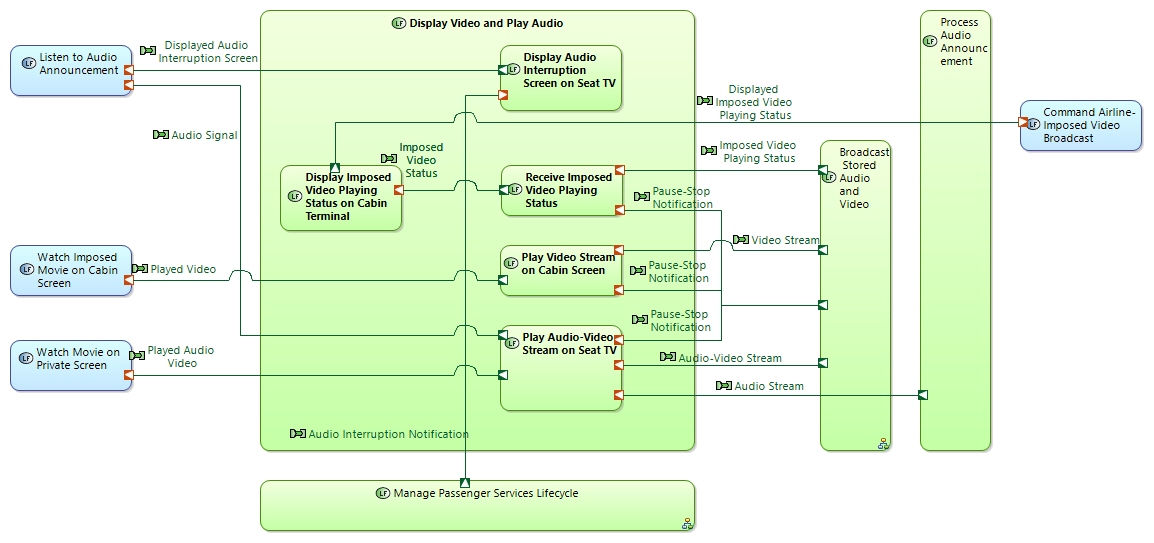 LF Display Video and Play Audio
LF Process
Audio
Announc
ement
LF Listen to Audio
Announcement
Displayed Audio
Interruption Screen
LF Display Audio
Interruption
Screen on Seat TV
Displayed
Imposed Video
Playing Status
LF Command Airline-
Imposed Video
Broadcast
Audio Signal
Imposed
Video
Status
Imposed Video
Playing Status
LF Broadcast
Stored
Audio
and
Video
LF Display Imposed
Video Playing
Status on Cabin
Terminal
LF Receive Imposed
Video Playing
Status
Pause-Stop
Notification
Video Stream
LF Watch Imposed
Movie on Cabin
Screen
Played Video
LF Play Video Stream
on Cabin Screen
Pause-Stop
Notification
Pause-Stop
Notification
LF Watch Movie on
Private Screen
Played Audio
Video
LF Play Audio-Video
Stream on Seat TV
Audio-Video Stream
Audio Stream
Audio Interruption Notification
LF Manage Passenger Services Lifecycle